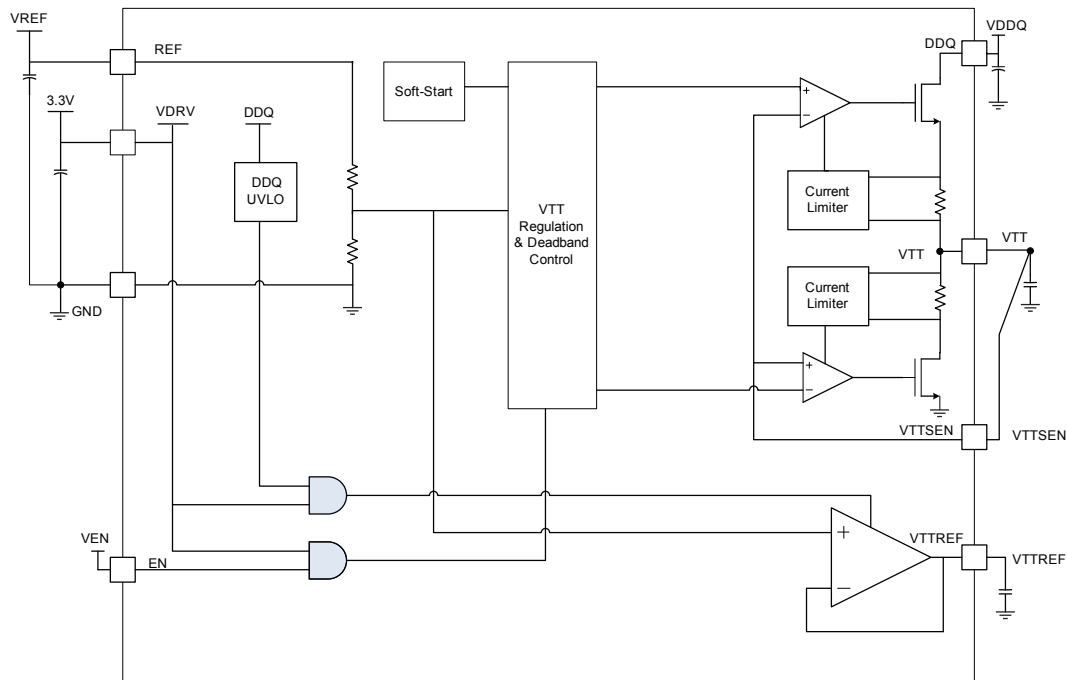 VREF
REF
3.3V
VDRV
DDQ
DDQ
UVLO
Soft-Start
VTT
Regulation
& Deadband
Control
VDDQ
DDQ
+
−
Current
Limiter
VTT
VTT
Current
Limiter
GND
+
−
VTTSEN
VTTSEN
VEN
EN
+
−
VTTREF
VTTREF